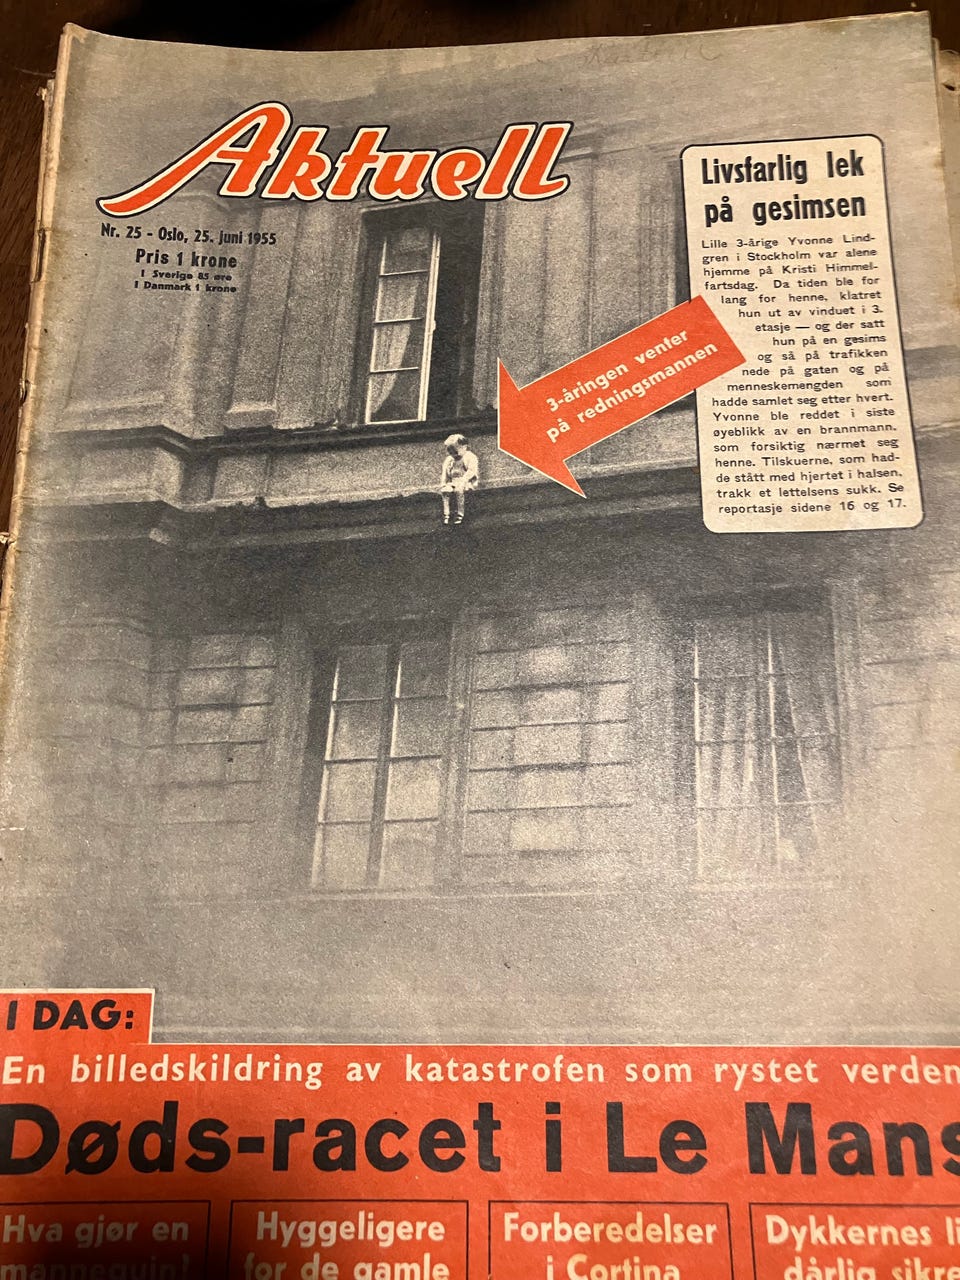 Aktuell
Nr. 25 - Oslo, 25. juni 1955
Pris 1 krone
I Sverige 85 øre
I Danmark 1 krone
Livsfarlig lek
på gesimsen
Lille 3-årige Yvonne Lind-
gren i Stockholm var alene
hjemme på Kristi Himmel-
fartsdag. Da tiden ble for
lang for henne, klatret
hun ut av vinduet i 3.
etasje — og der satt
hun på en gesims
og så på trafikken
nede på gaten og på
menneskemengden som
hadde samlet seg etter hvert.
Yvonne ble reddet i siste
øyeblikk av en brannmann,
som forsiktig nærmet seg
henne. Tilskuerne, som had-
de stått med hjertet i halsen,
trakk et lettelsens sukk. Se
reportasje sidene 16 og 17.
3-åringen venter
på redningsmannen
I DAG:
En billedskildring av katastrofen som rystet verden
Døds-racet i Le Mans
Hva gjør en
mannequin?
Hyggeligere
for de gamle
Forberedelser
i Cortina
Dykkernes li
dårlig sikre